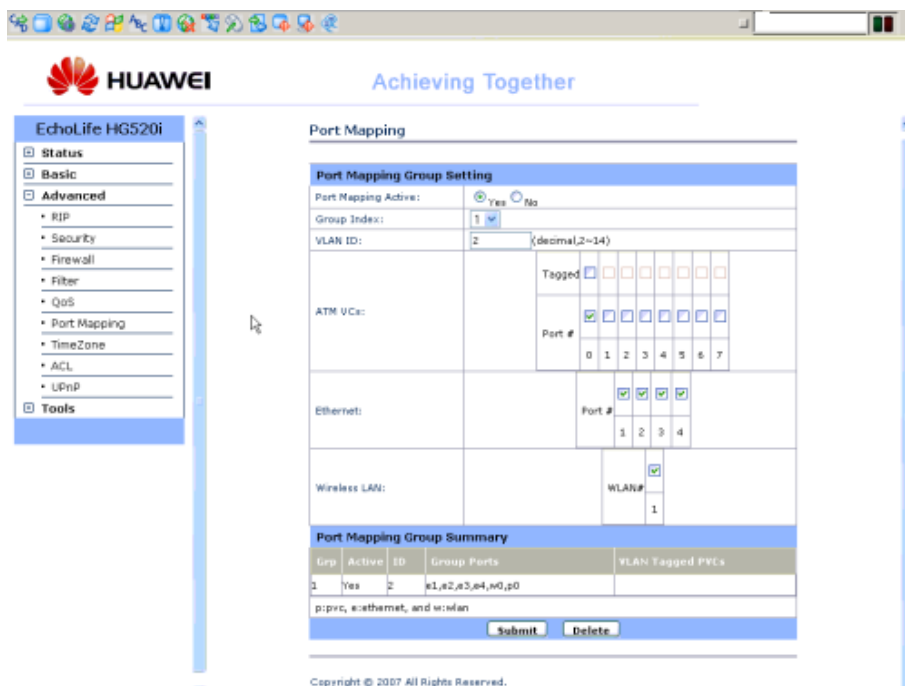 HUAWEI
Achieving Together
EchoLife HG520i
Status
Basic
Advanced
RIP
Security
Firewall
Filter
QoS
Port Mapping
TimeZone
ACL
UPnP
Tools
Port Mapping
Port Mapping Group Setting
Port Mapping Active: Yes No
Group Index: 1
VLAN ID: 2 (decimal,2~14)
ATM VCs:
Tagged
Port #
0 1 2 3 4 5 6 7
Ethernet:
Port #
1 2 3 4
Wireless LAN:
WLAN#
1
Port Mapping Group Summary
Grp Active ID Group Ports VLAN Tagged PVCs
1 Yes 2 e1,e2,e3,e4,w0,p0
p:pvc, e:ethernet, and w:wlan
Submit Delete
Copyright © 2007 All Rights Reserved.